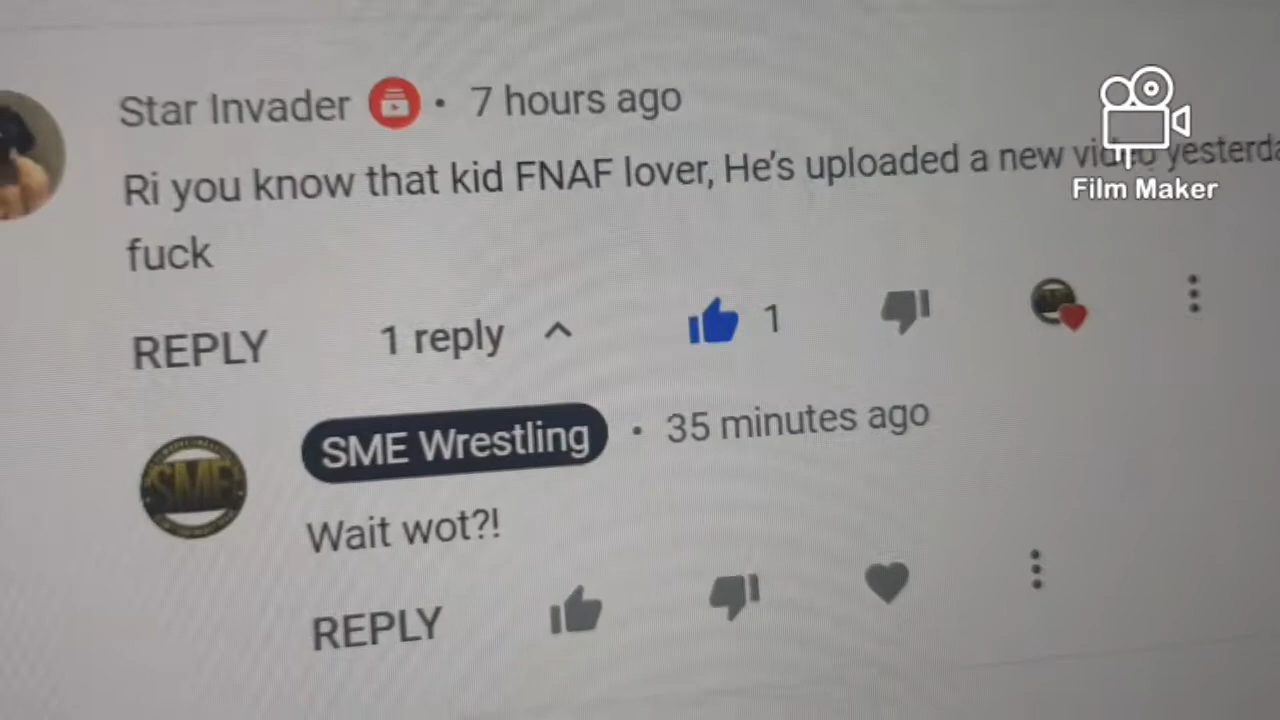 Star Invader • 7 hours ago
Ri you know that kid FNAF lover, He's uploaded a new video yesterda
fuck
Film Maker
REPLY 1 reply 1
SME Wrestling • 35 minutes ago
SME
Wait wot?!
REPLY